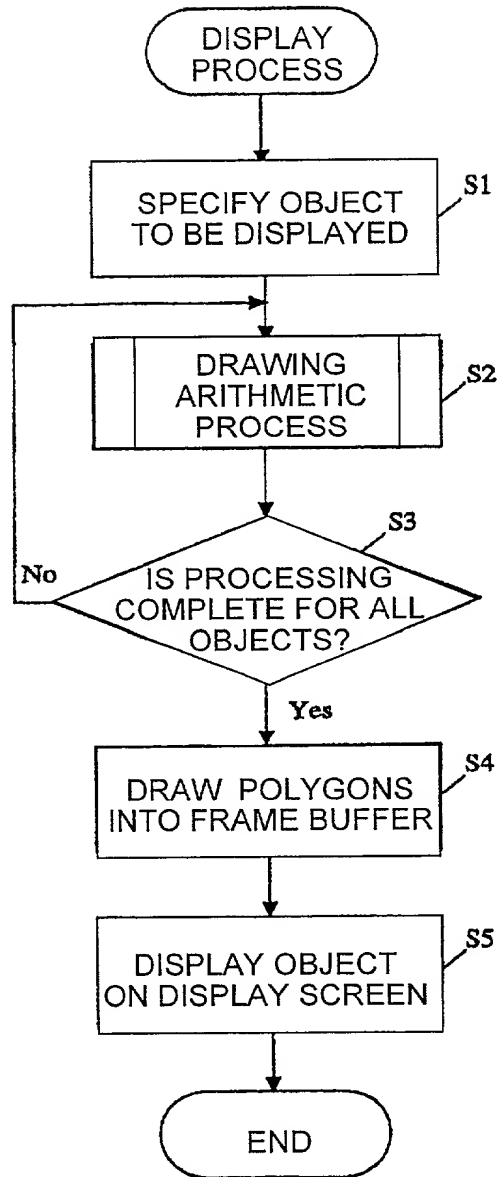 DISPLAY
PROCESS
S1
SPECIFY OBJECT
TO BE DISPLAYED
DRAWING
ARITHMETIC
PROCESS
S2
S3
No
IS PROCESSING
COMPLETE FOR ALL
OBJECTS?
Yes
S4
DRAW POLYGONS
INTO FRAME BUFFER
S5
DISPLAY OBJECT
ON DISPLAY SCREEN
END